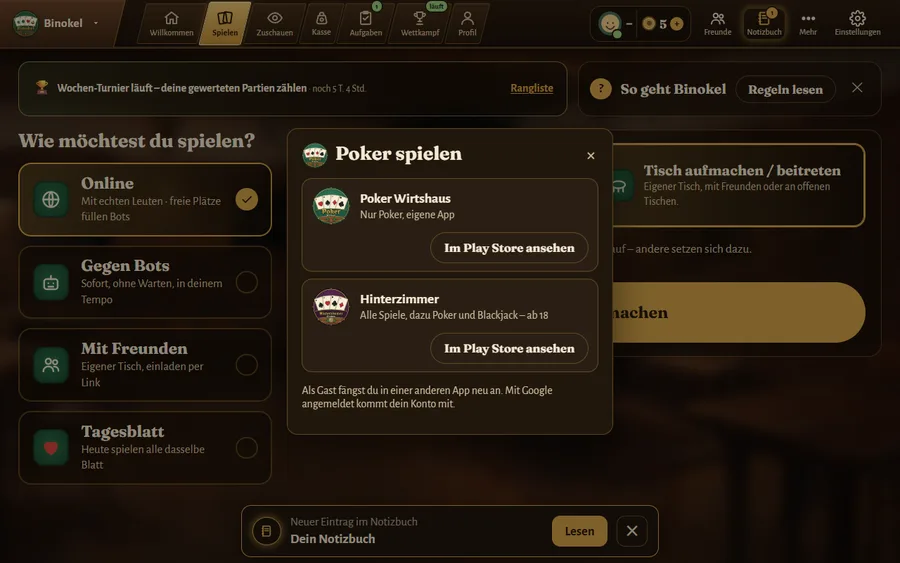 Binokel
Willkommen
Spielen
Zuschauen
Kasse
1
Aufgaben
läuft
Wettkampf
Profil
–
5
Freunde
1
Notizbuch
Mehr
Einstellungen
Wochen-Turnier läuft – deine gewerteten Partien zählen · noch 5 T. 4 Std.
Rangliste
?
So geht Binokel
Regeln lesen
Wie möchtest du spielen?
Online
Mit echten Leuten · freie Plätze
füllen Bots
Gegen Bots
Sofort, ohne Warten, in deinem
Tempo
Mit Freunden
Eigener Tisch, einladen per
Link
Tagesblatt
Heute spielen alle dasselbe
Blatt
Poker spielen
Poker
Poker Wirtshaus
Nur Poker, eigene App
Im Play Store ansehen
Hinterzimmer
Alle Spiele, dazu Poker und Blackjack – ab 18
Im Play Store ansehen
Als Gast fängst du in einer anderen App neu an. Mit Google
angemeldet kommt dein Konto mit.
Tisch aufmachen / beitreten
Eigener Tisch, mit Freunden oder an offenen
Tischen.
auf – andere setzen sich dazu.
machen
Neuer Eintrag im Notizbuch
Dein Notizbuch
Lesen